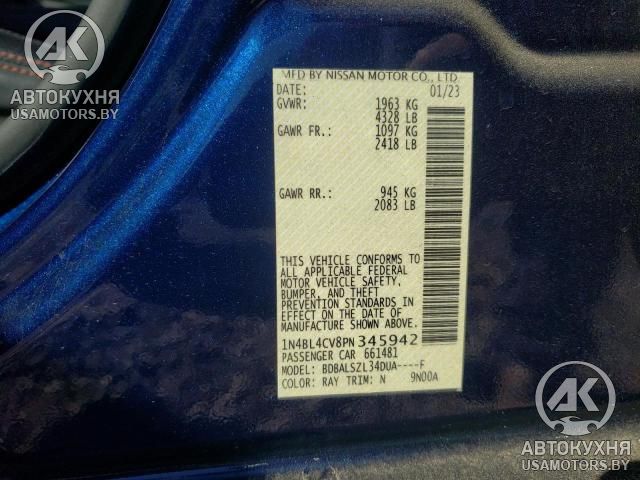 AK
АВТОКУХНЯ
USAMOTORS.BY
MFD BY NISSAN MOTOR CO., LTD.
DATE: 01/23
GVWR: 1963 KG
4328 LB
GAWR FR.: 1097 KG
2418 LB
GAWR RR.: 945 KG
2083 LB
THIS VEHICLE CONFORMS TO
ALL APPLICABLE FEDERAL
MOTOR VEHICLE SAFETY,
BUMPER, AND THEFT
PREVENTION STANDARDS IN
EFFECT ON THE DATE OF
MANUFACTURE SHOWN ABOVE.
1N4BL4CV8PN345942
PASSENGER CAR 661481
MODEL: BDBALSZL34DUA----F
COLOR: RAY TRIM: N 9N00A
AK
АВТОКУХНЯ
USAMOTORS.BY